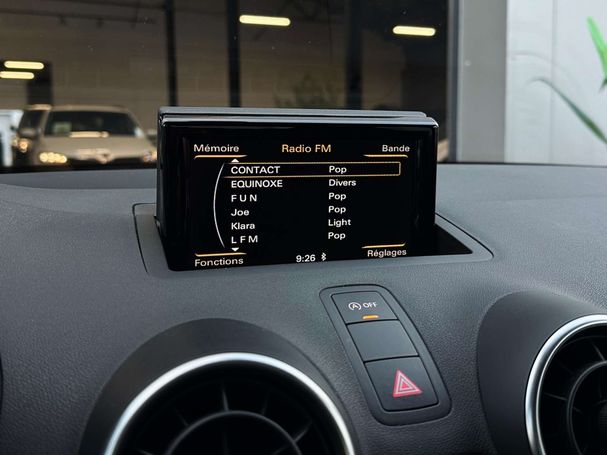 Mémoire Radio FM Bande
CONTACT Pop
EQUINOXE Divers
F U N Pop
Joe Pop
Klara Light
L F M Pop
Fonctions 9:26 Réglages
A OFF